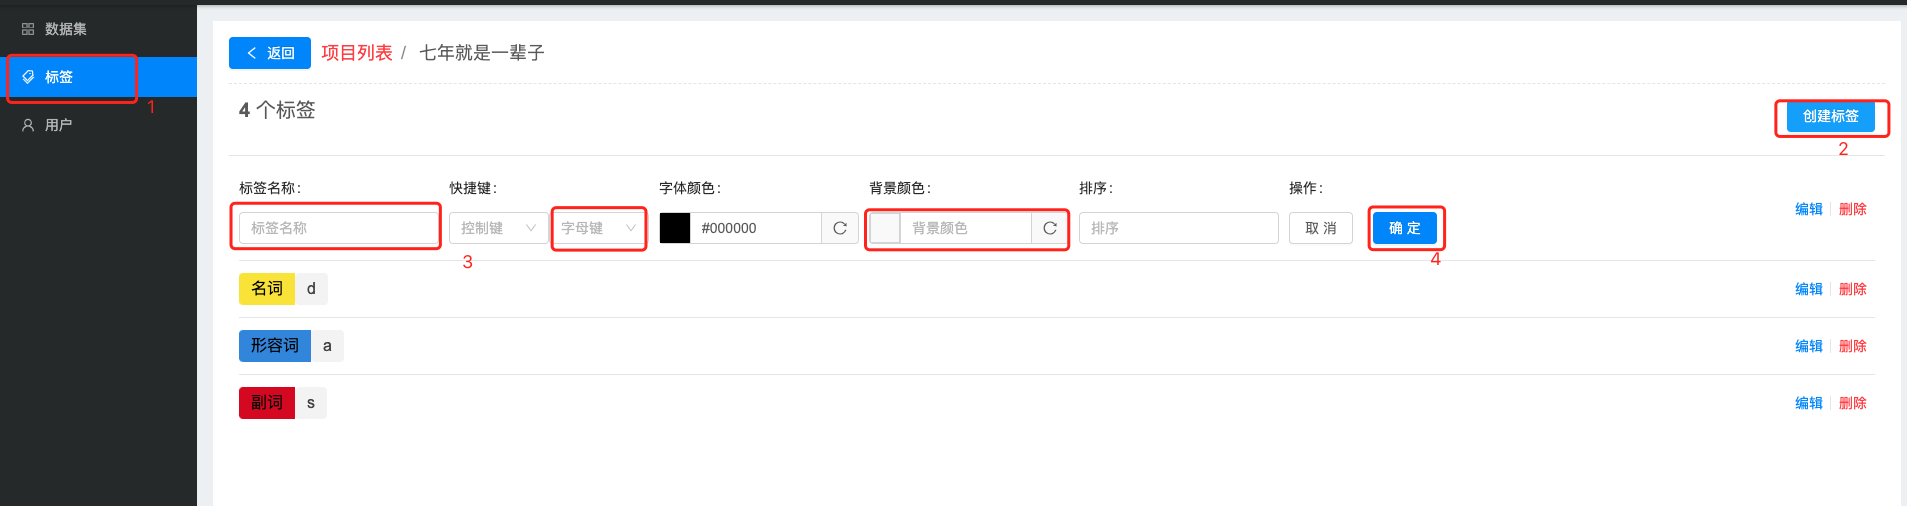 数据集
标签
1
用户
返回 项目列表 / 七年就是一辈子
4 个标签
创建标签
2
标签名称: 快捷键: 字体颜色: 背景颜色: 排序: 操作:
标签名称 控制键 字母键 #000000 背景颜色 排序 取 消 确 定 编辑 删除
3 4
名词 d 编辑 删除
形容词 a 编辑 删除
副词 s 编辑 删除